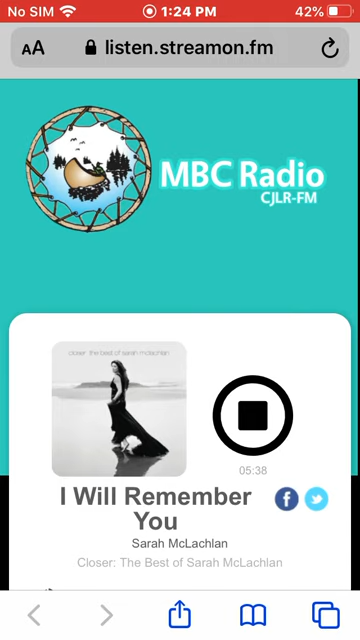 No SIM 1:24 PM 42%
AA listen.streamon.fm
MBC Radio
CJLR-FM
closer the best of sarah mclachlan
05:38
I Will Remember
You
Sarah McLachlan
Closer: The Best of Sarah McLachlan